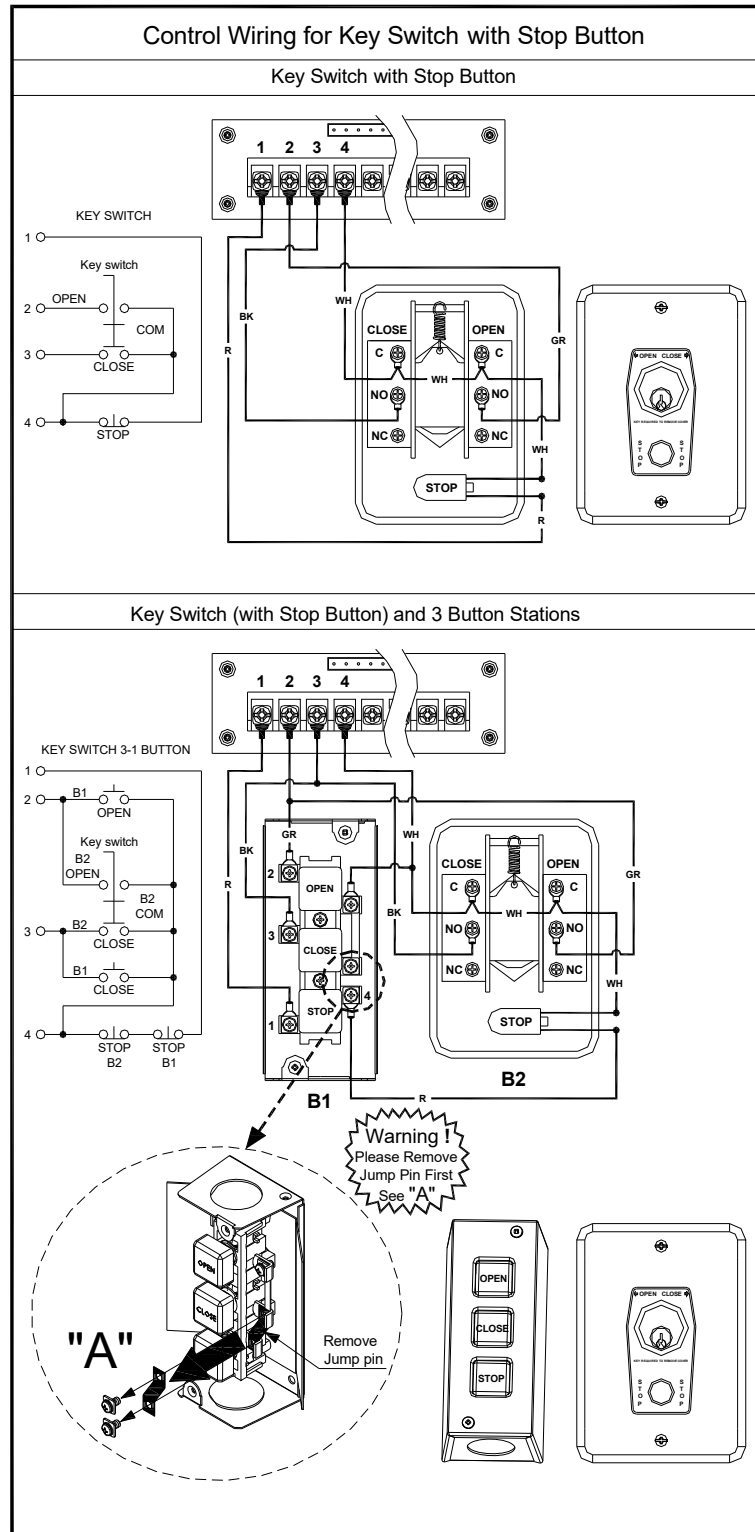 Control Wiring for Key Switch with Stop Button
Key Switch with Stop Button
1 2 3 4
KEY SWITCH
1
Key switch
2 OPEN
COM
3
CLOSE
4
STOP
R
BK
WH
GR
CLOSE OPEN
C C
WH
NO NO
NC NC
WH
STOP
R
OPEN CLOSE
KEY REQUIRED TO REMOVE COVER
STOP STOP
Key Switch (with Stop Button) and 3 Button Stations
1 2 3 4
KEY SWITCH 3-1 BUTTON
1
2 B1
OPEN
Key switch
B2
OPEN
B2
COM
3 B2
CLOSE
B1
CLOSE
4
STOP STOP
B2 B1
R
BK
GR
WH
2
OPEN
3
CLOSE
4
STOP
1
B1
BK
GR
CLOSE OPEN
C C
WH
NO NO
NC NC
WH
STOP
B2
R
Warning !
Please Remove
Jump Pin First
See "A"
"A"
OPEN
CLOSE
Remove
Jump pin
OPEN
CLOSE
STOP
OPEN CLOSE
KEY REQUIRED TO REMOVE COVER
STOP STOP